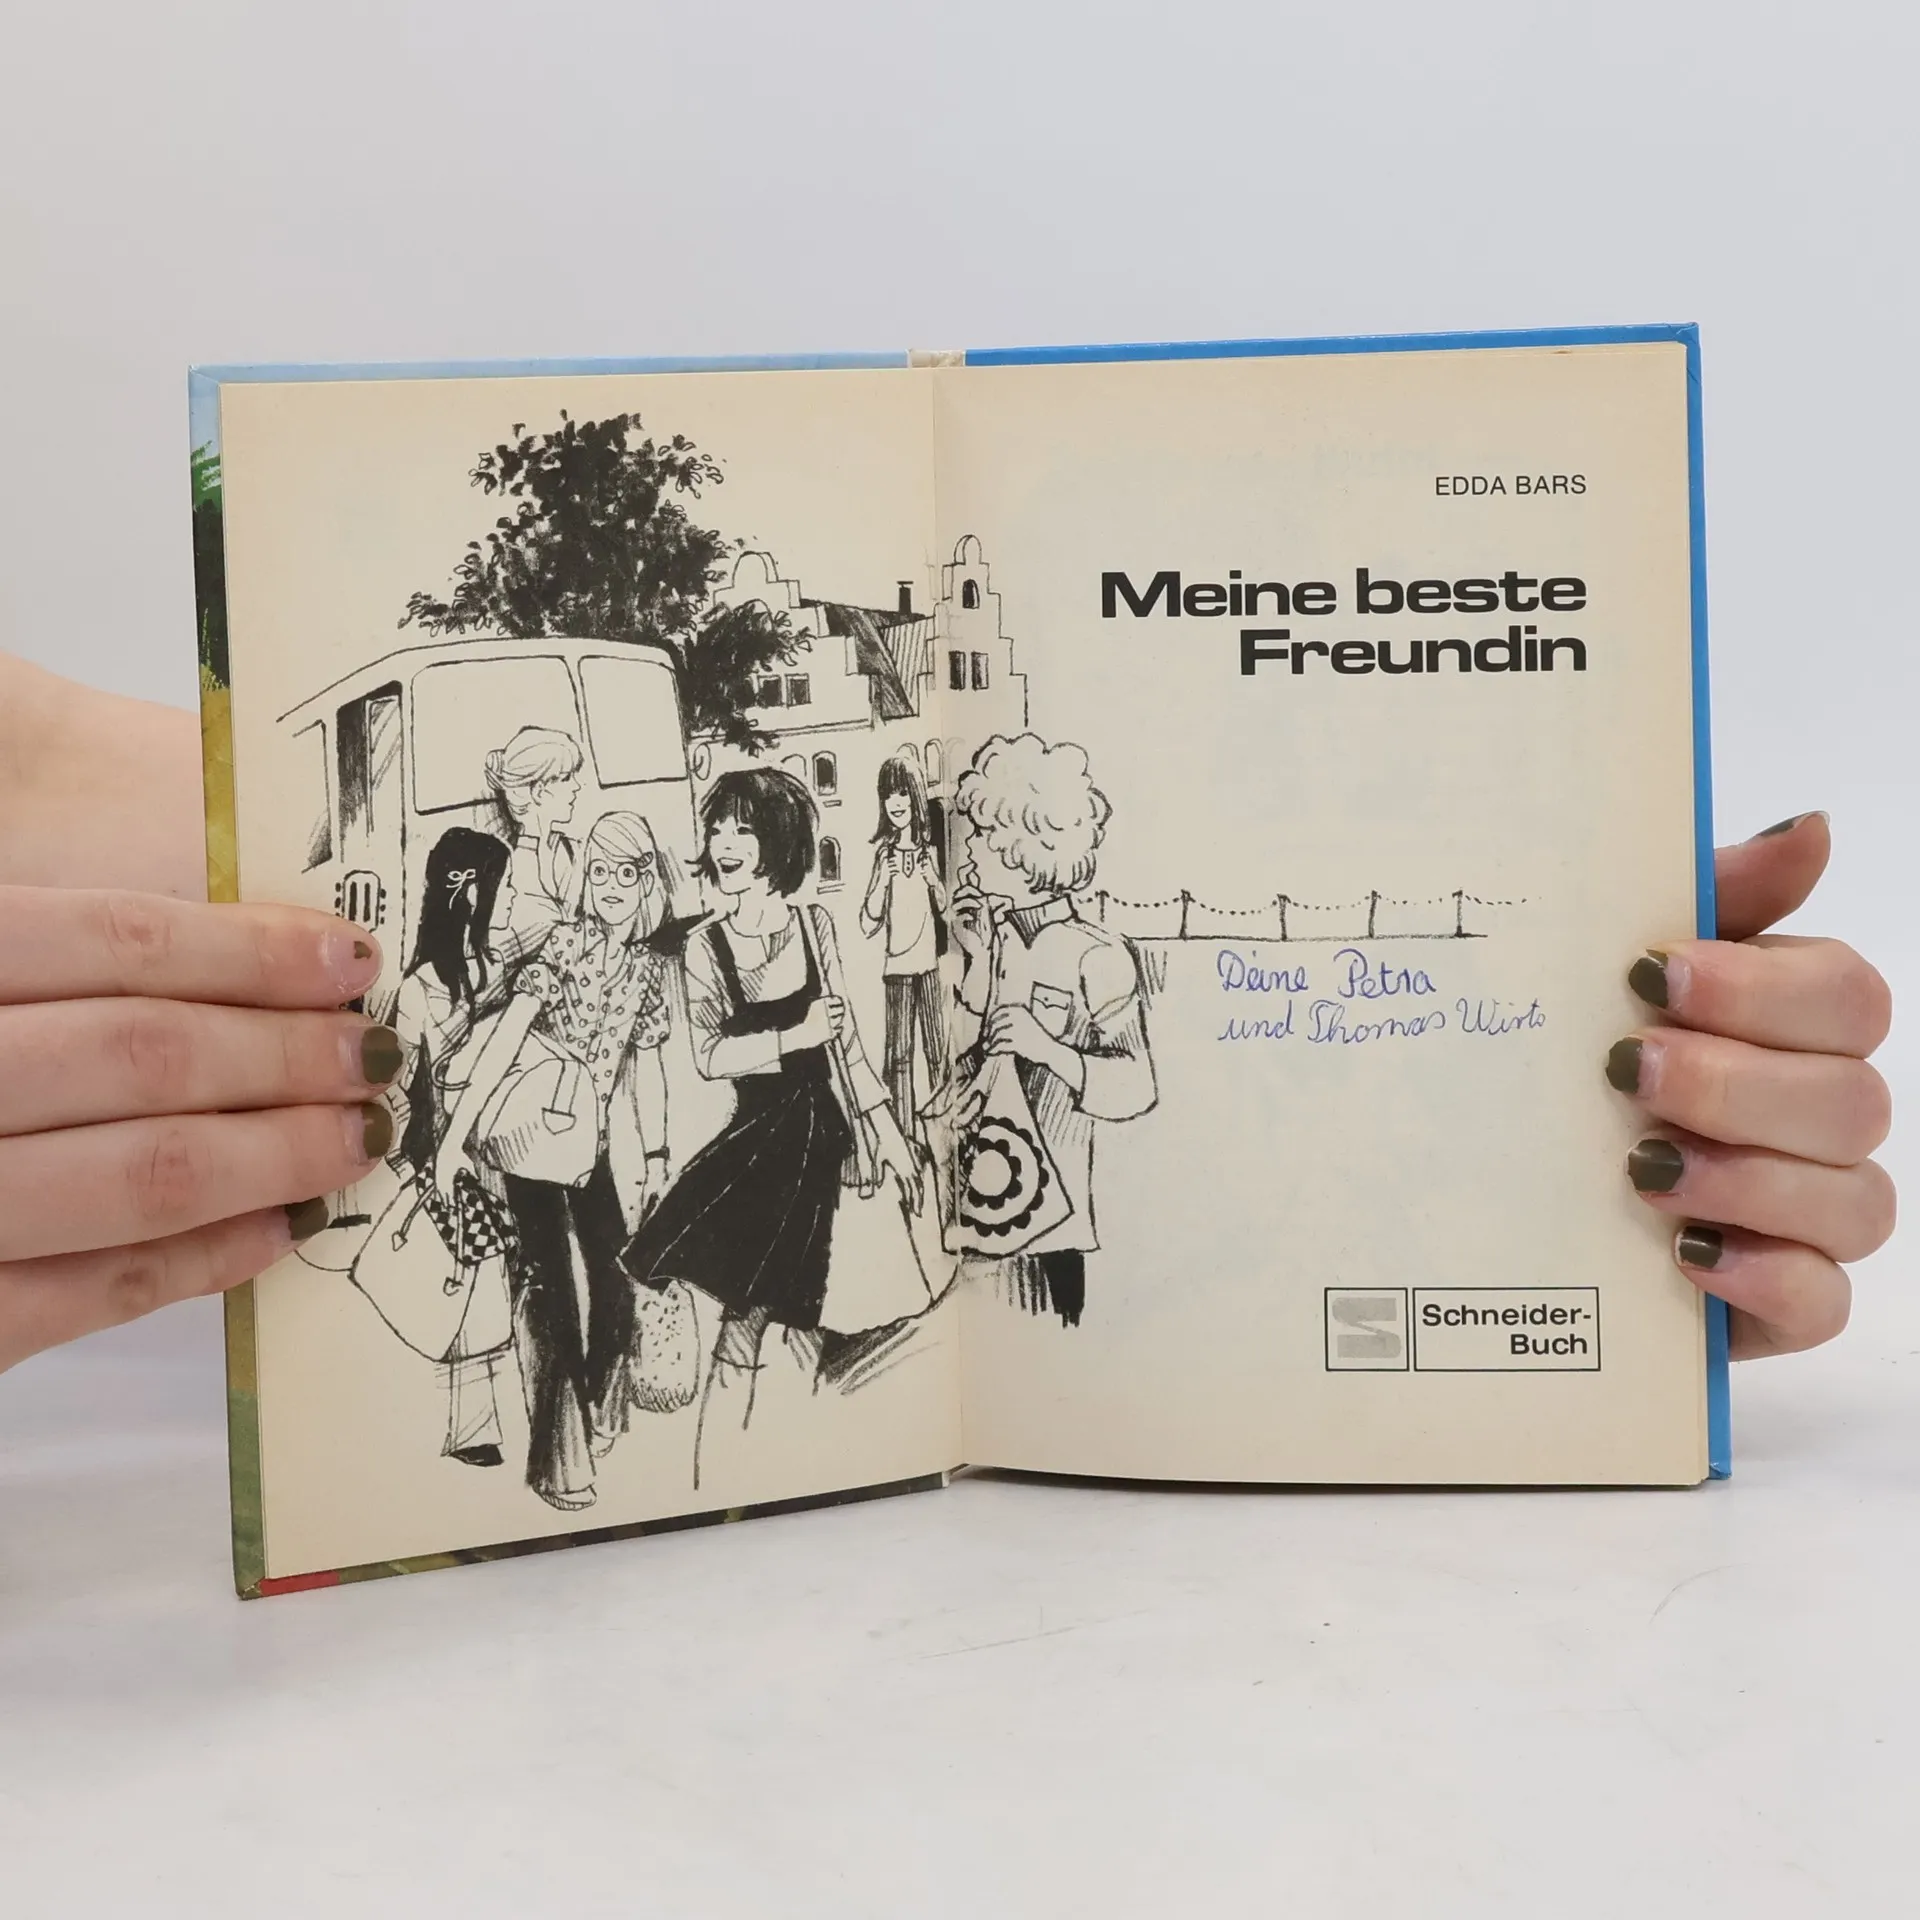 EDDA BARS
Meine beste
Freundin
Deine Petra
und Thomas Wirts
Schneider-
Buch